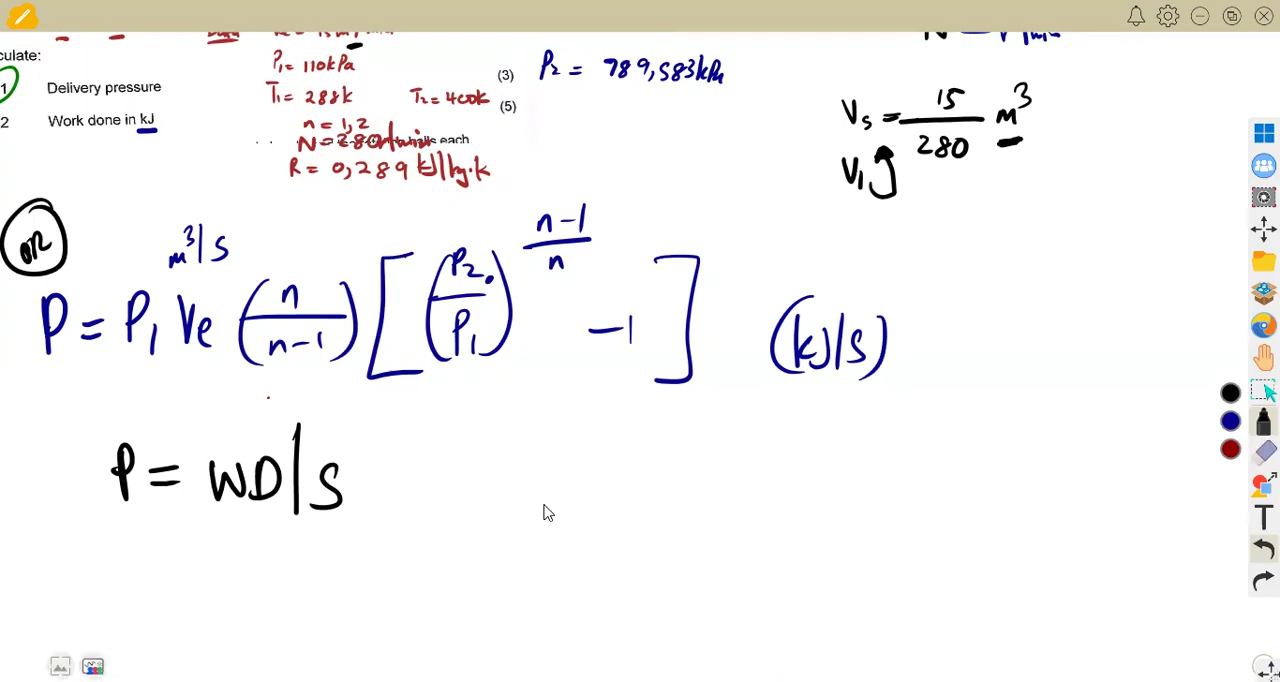 culate:
1 Delivery pressure (3)
2 Work done in kJ (5)
P1 = 110kPa
T1 = 288k T2 = 400k
n = 1,2
N = 280r/min
balls each
R = 0,289 kJ/kg.k
P2 = 789,583kPa
Vs = 15/280 m³
V1
OR
m³/s
P = P1 Ve (n/n-1) [(P2/P1)^n-1/n -1] (kJ/s)
P = WD/S
T